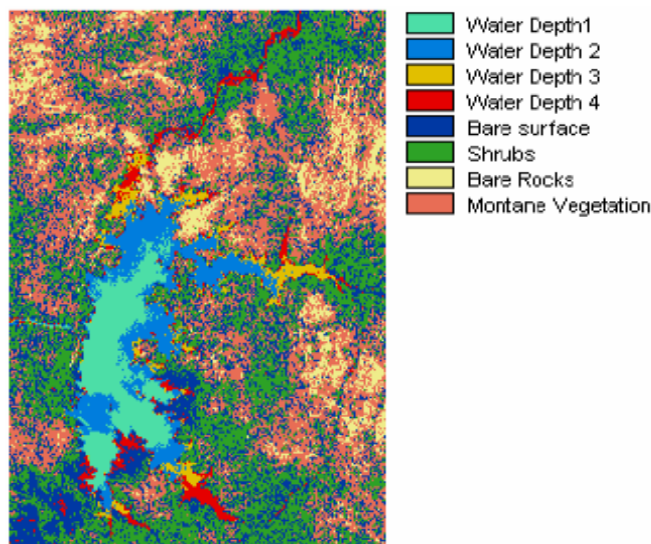 Water Depth1
Water Depth 2
Water Depth 3
Water Depth 4
Bare surface
Shrubs
Bare Rocks
Montane Vegetation